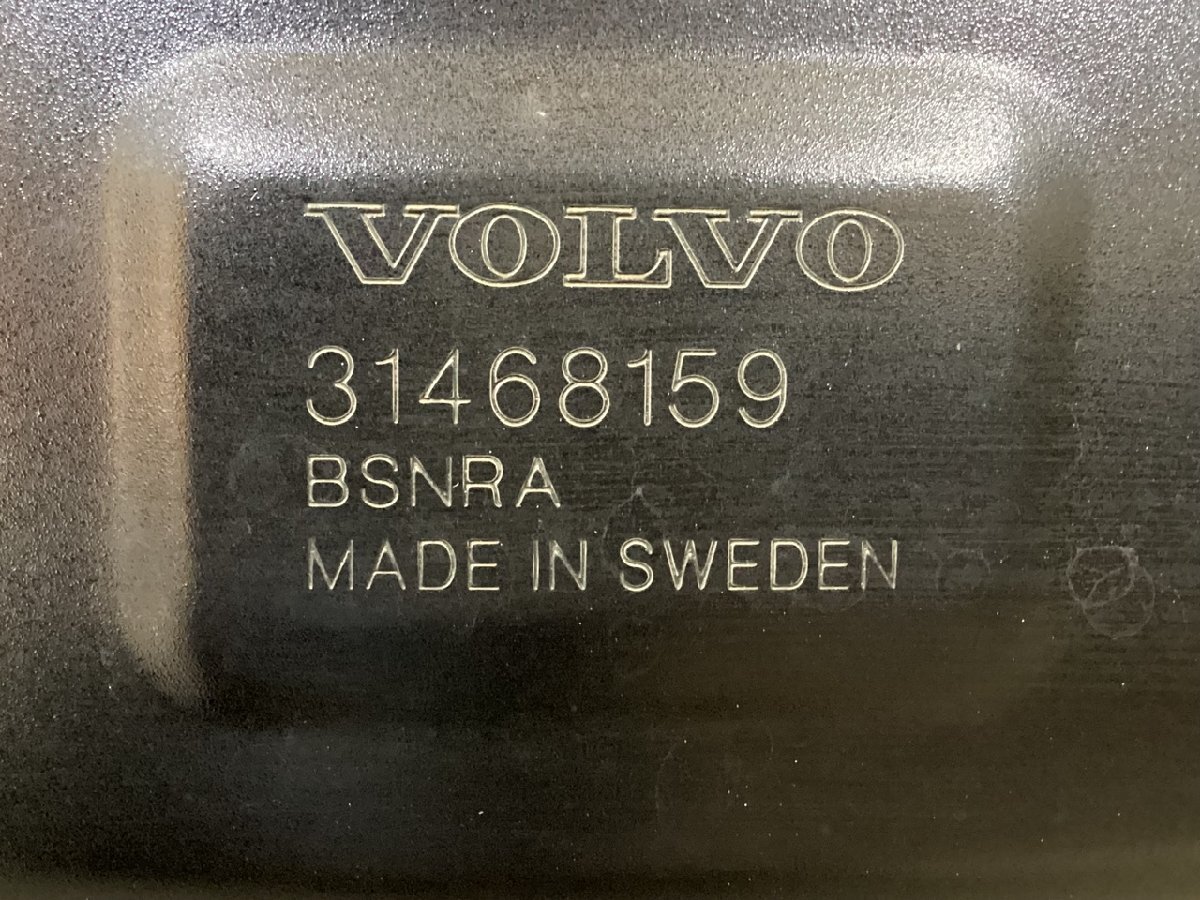 VOLVO
31468159
BSNRA
MADE IN SWEDEN